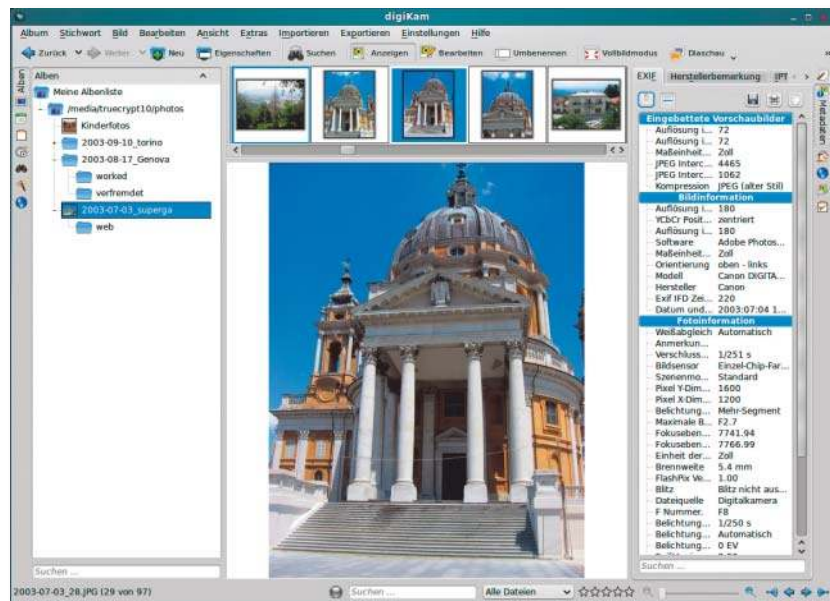 digiKam
Album Stichwort Bild Bearbeiten Ansicht Extras Importieren Exportieren Einstellungen Hilfe
Zurück Weiter Neu Eigenschaften Suchen Anzeigen Bearbeiten Umbenennen Vollbildmodus Diaschau »
Alben
Alben
Meine Albenliste
/media/truecrypt10/photos
Kinderfotos
2003-09-10_torino
2003-08-17_Genova
worked
verfremdet
2003-07-03_superga
web
Suchen ...
EXIF Herstellerbemerkung IPT
Eingebettete Vorschaubilder
Auflösung i... 72
Auflösung i... 72
Maßeinheit... Zoll
JPEG Interc... 4465
JPEG Interc... 1062
Kompression JPEG (alter Stil)
Bildinformation
Auflösung i... 180
YCbCr Posit... zentriert
Auflösung i... 180
Software Adobe Photos...
Maßeinheit... Zoll
Orientierung oben - links
Modell Canon DIGITA...
Hersteller Canon
Exif IFD Zei... 220
Datum und... 2003:07:04 1...
Fotoinformation
Weißabgleich Automatisch
Anmerkun...
Verschluss... 1/251 s
Bildsensor Einzel-Chip-Far...
Szenenmo... Standard
Pixel Y-Dim... 1600
Pixel X-Dim... 1200
Belichtung... Mehr-Segment
Maximale B... F2.7
Fokuseben... 7741.94
Fokuseben... 7766.99
Einheit der... Zoll
Brennweite 5.4 mm
FlashPix Ve... 1.00
Blitz Blitz nicht aus...
Dateiquelle Digitalkamera
F Nummer. F8
Belichtung... 1/250 s
Belichtung... Automatisch
Belichtung... 0 EV
Suchen ...
Metadaten
2003-07-03_28.JPG (29 von 97) Suchen ... Alle Dateien